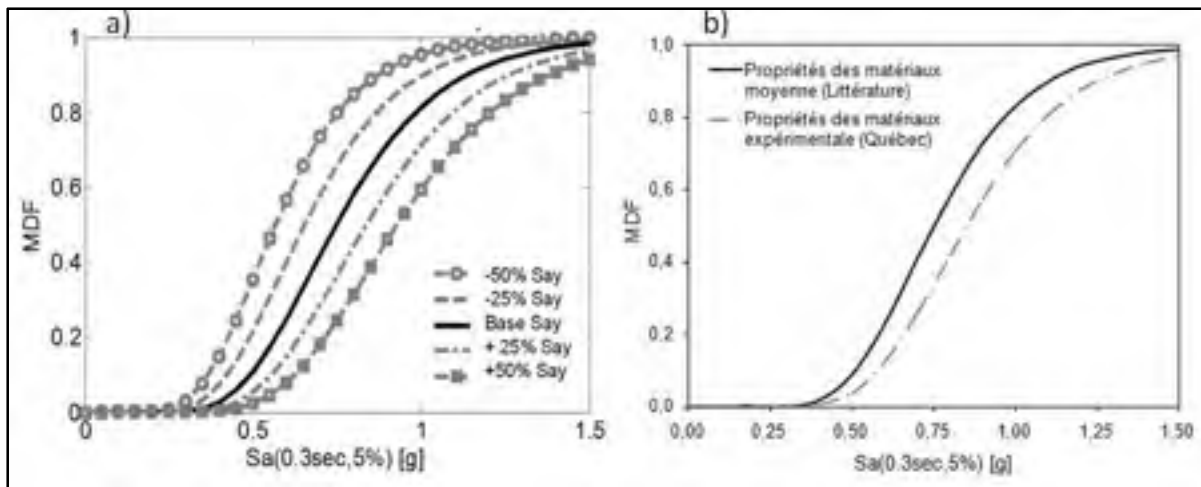 a)
1
0.8
0.6
0.4
0.2
0
MDF
-50% Say
-25% Say
Base Say
+ 25% Say
+50% Say
0 0.5 1 1.5
Sa(0.3sec,5%) [g]
b)
1,0
0,8
0,6
0,4
0,2
0,0
MDF
Propriétés des matériaux
moyenne (Littérature)
Propriétés des matériaux
expérimentale (Québec)
0,00 0,25 0,50 0,75 1,00 1,25 1,50
Sa(0.3sec,5%) [g]